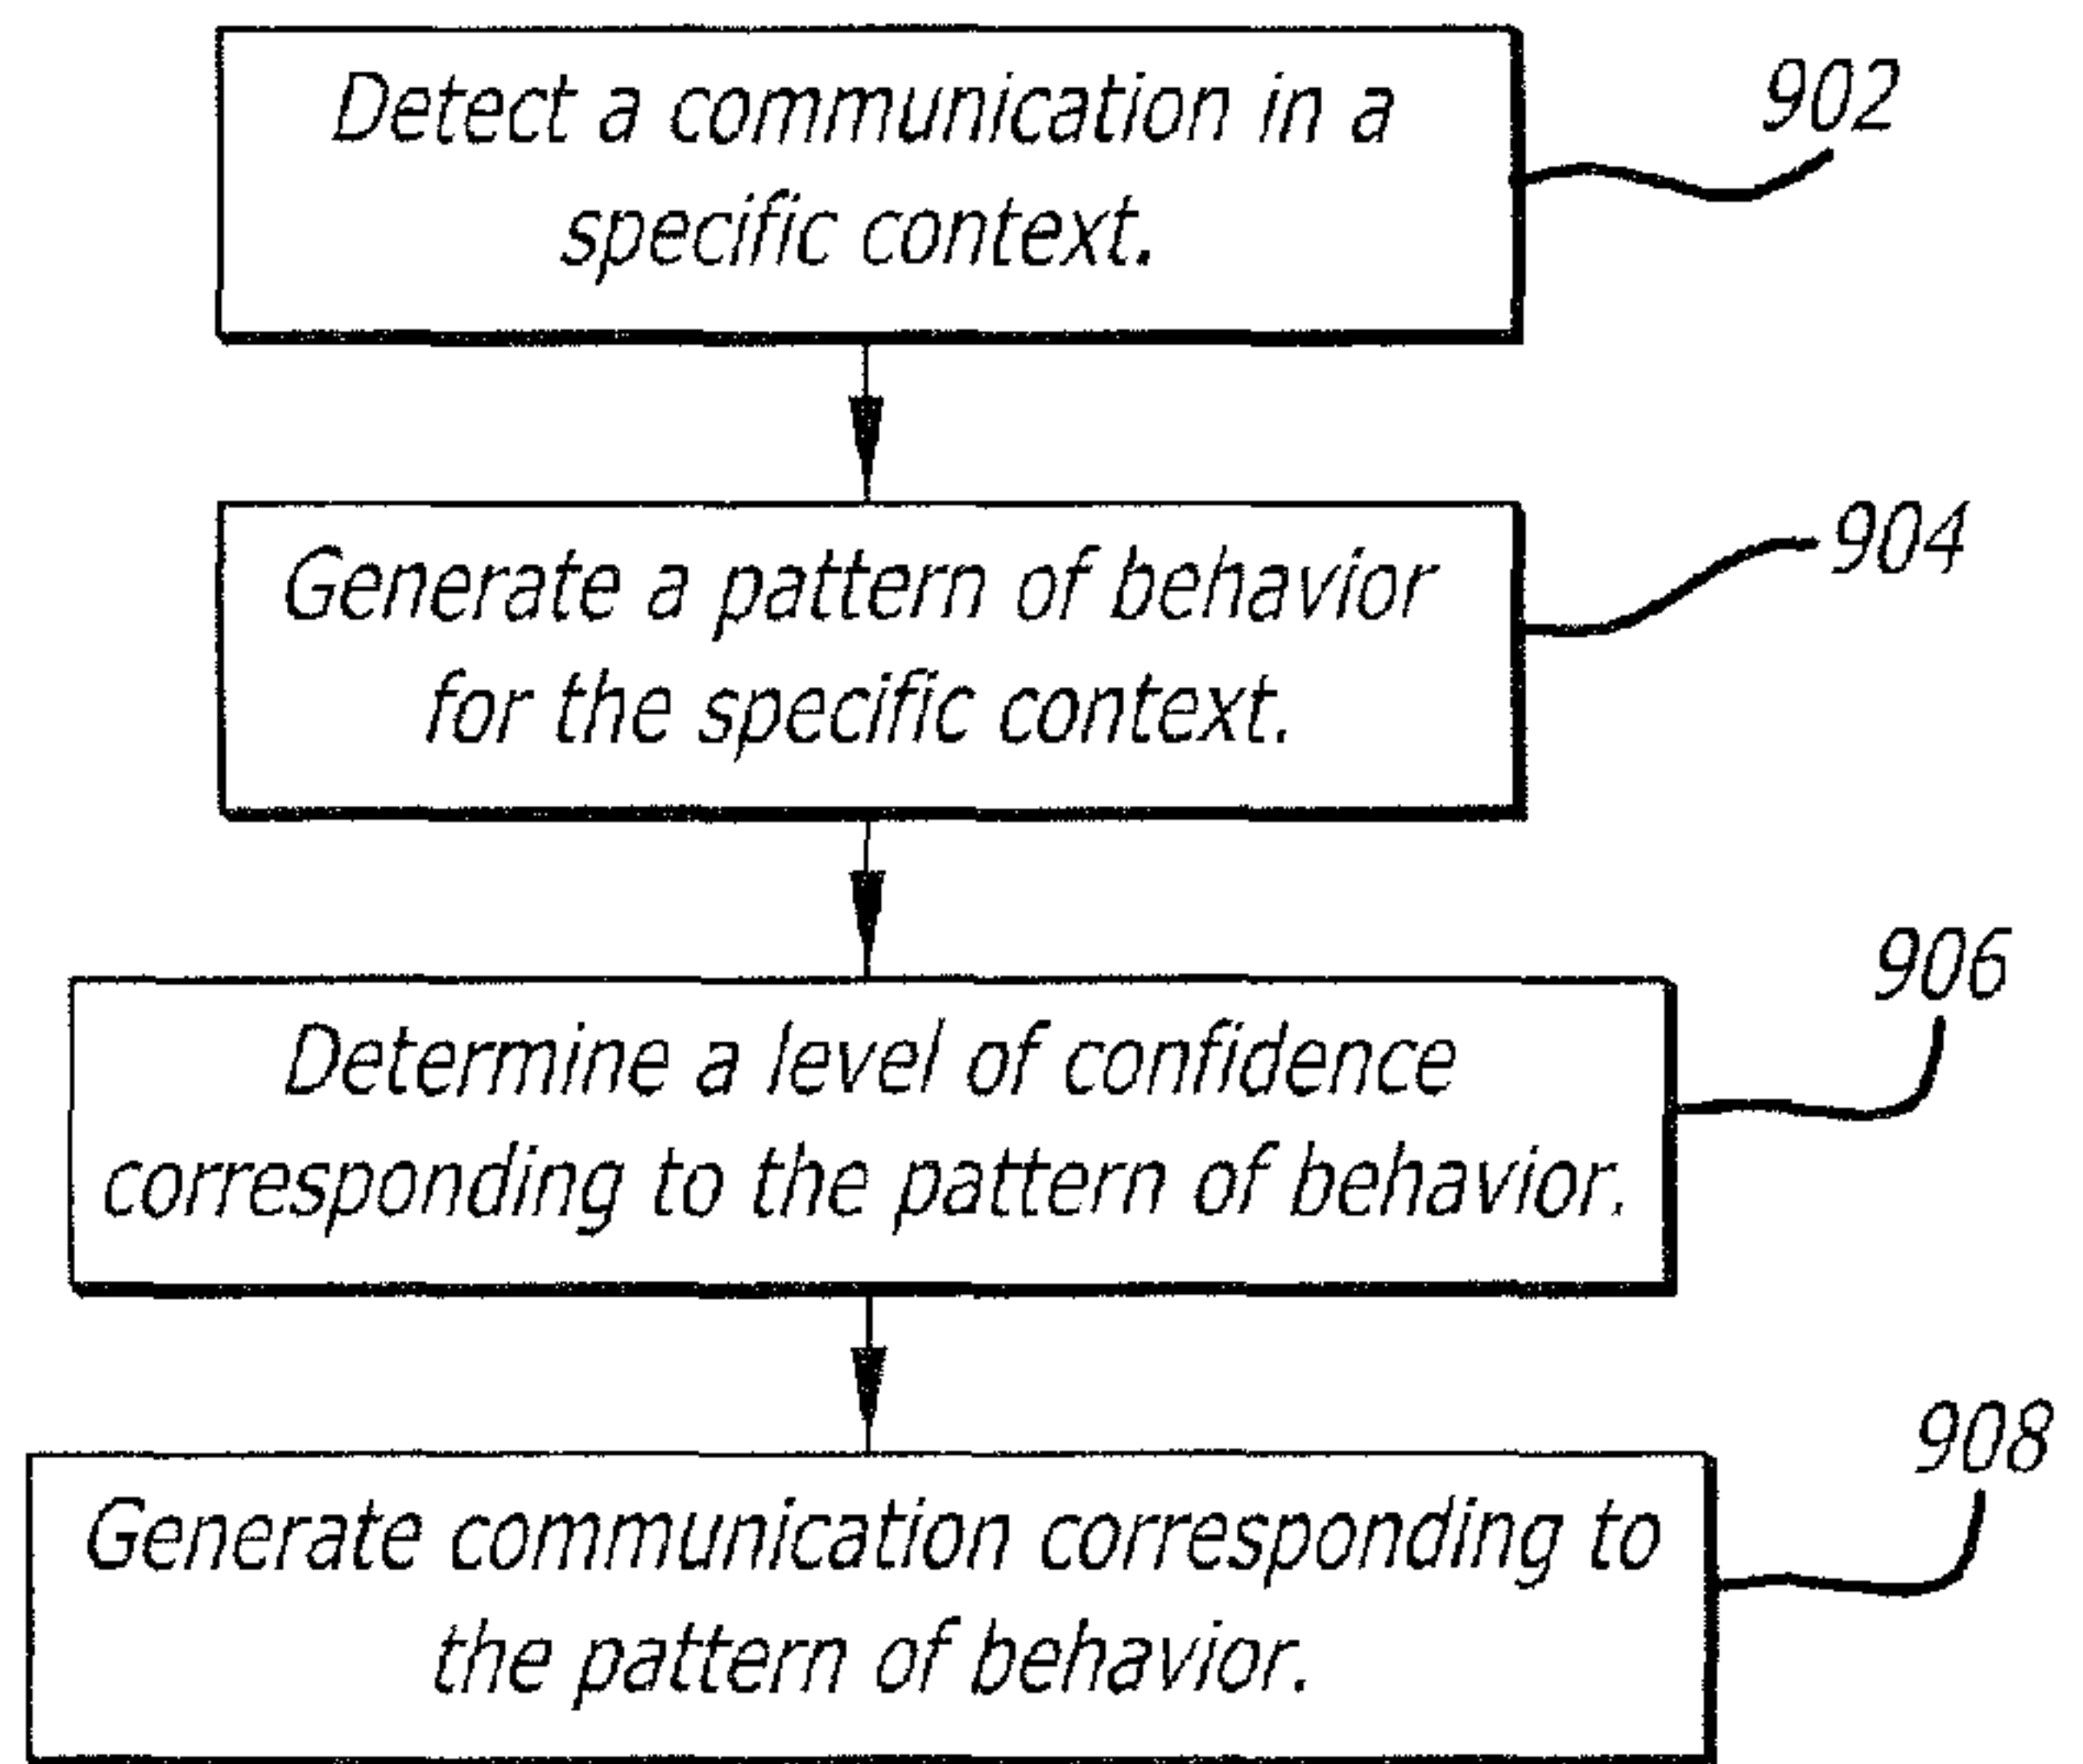 Detect a communication in a
specific context.
902
Generate a pattern of behavior
for the specific context.
904
Determine a level of confidence
corresponding to the pattern of behavior.
906
Generate communication corresponding to
the pattern of behavior.
908